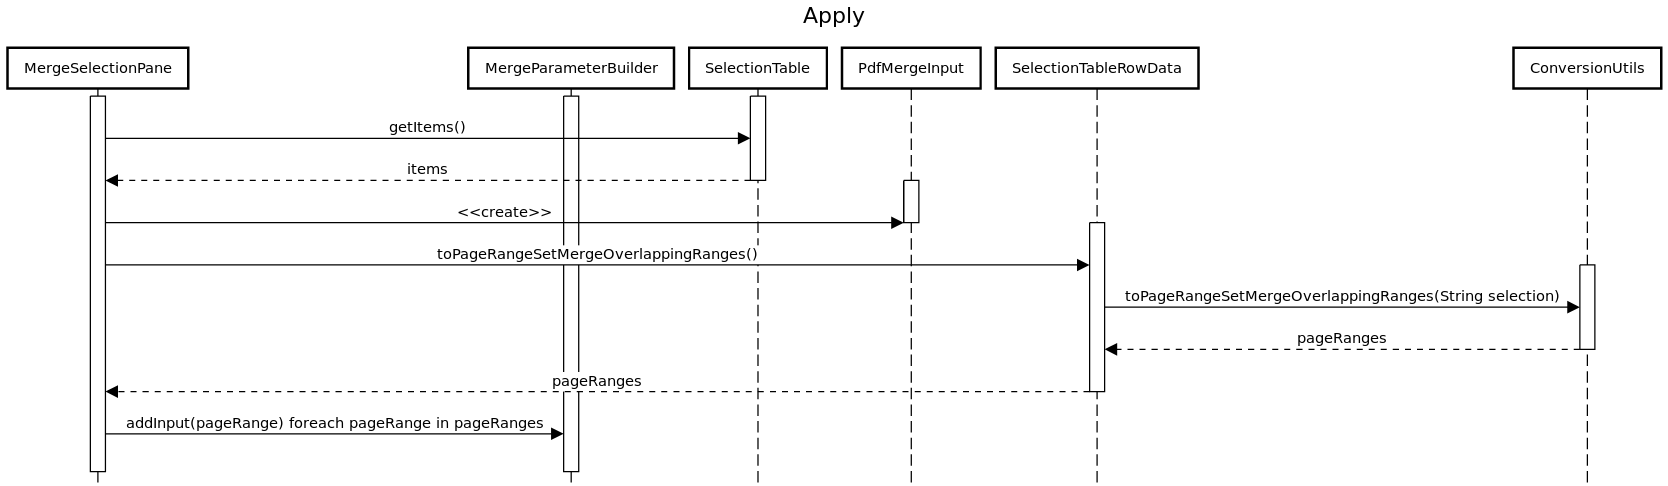 Apply
MergeSelectionPane
MergeParameterBuilder
SelectionTable
PdfMergeInput
SelectionTableRowData
ConversionUtils
getItems()
items
<<create>>
toPageRangeSetMergeOverlappingRanges()
toPageRangeSetMergeOverlappingRanges(String selection)
pageRanges
pageRanges
addInput(pageRange) foreach pageRange in pageRanges